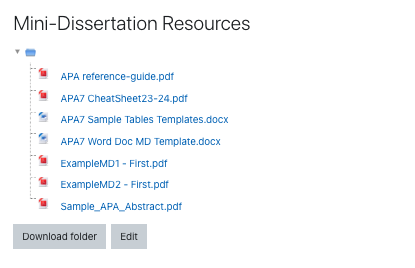 Mini-Dissertation Resources
APA reference-guide.pdf
APA7 CheatSheet23-24.pdf
APA7 Sample Tables Templates.docx
APA7 Word Doc MD Template.docx
ExampleMD1 - First.pdf
ExampleMD2 - First.pdf
Sample_APA_Abstract.pdf
Download folder Edit